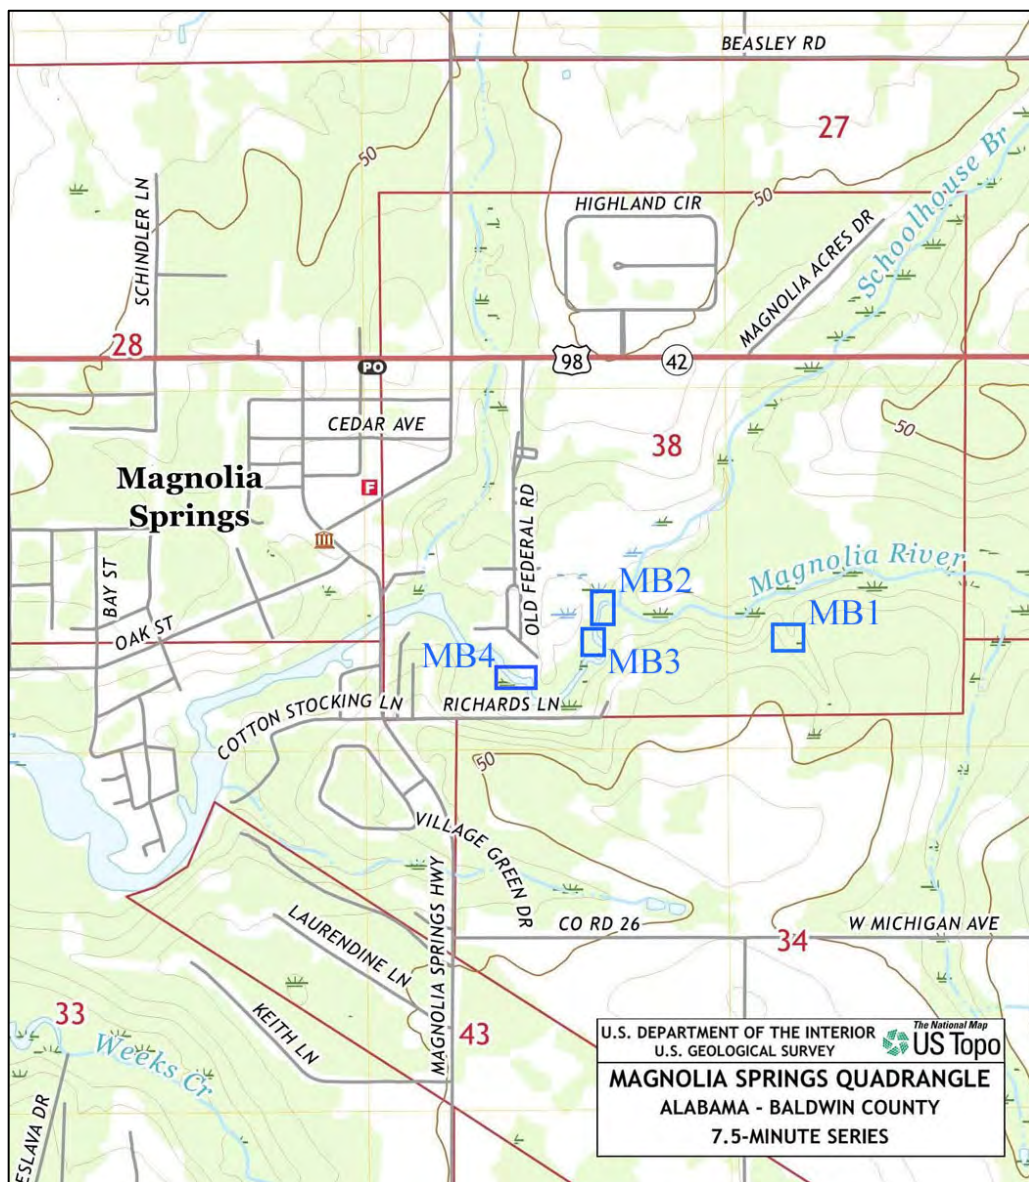 BEASLEY RD
27
50
Schoolhouse Br
SCHINDLER LN
HIGHLAND CIR
50
MAGNOLIA ACRES DR
28
PO
98
42
CEDAR AVE
38
50
Magnolia
Springs
F
OLD FEDERAL RD
BAY ST
OAK ST
Magnolia River
MB2
MB1
MB3
MB4
RICHARDS LN
COTTON STOCKING LN
50
VILLAGE GREEN DR
MAGNOLIA SPRINGS HWY
LAURENDINE LN
CO RD 26
W MICHIGAN AVE
34
KEITH LN
33
43
Weeks Cr
ESLAVA DR
U.S. DEPARTMENT OF THE INTERIOR
U.S. GEOLOGICAL SURVEY
The National Map
US Topo
MAGNOLIA SPRINGS QUADRANGLE
ALABAMA - BALDWIN COUNTY
7.5-MINUTE SERIES